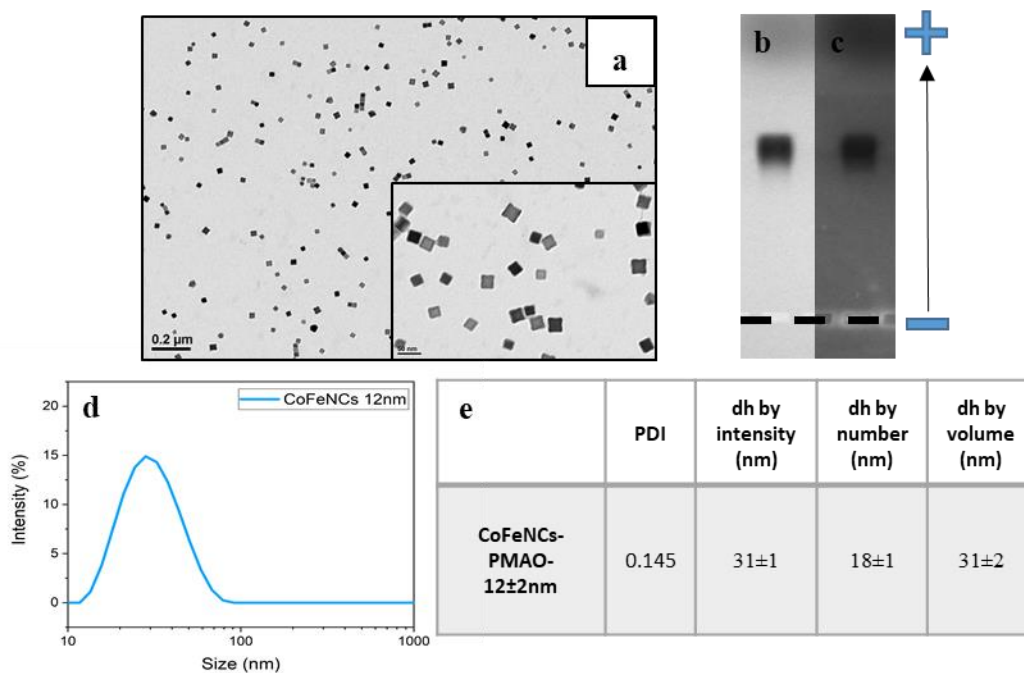 a
0.2 µm
nm
b c
d
CoFeNCs 12nm
20
15
10
5
0
Intensity (%)
10 100 1000
Size (nm)
e
PDI
dh by
intensity
(nm)
dh by
number
(nm)
dh by
volume
(nm)
CoFeNCs-
PMAO-
12±2nm
0.145
31±1
18±1
31±2